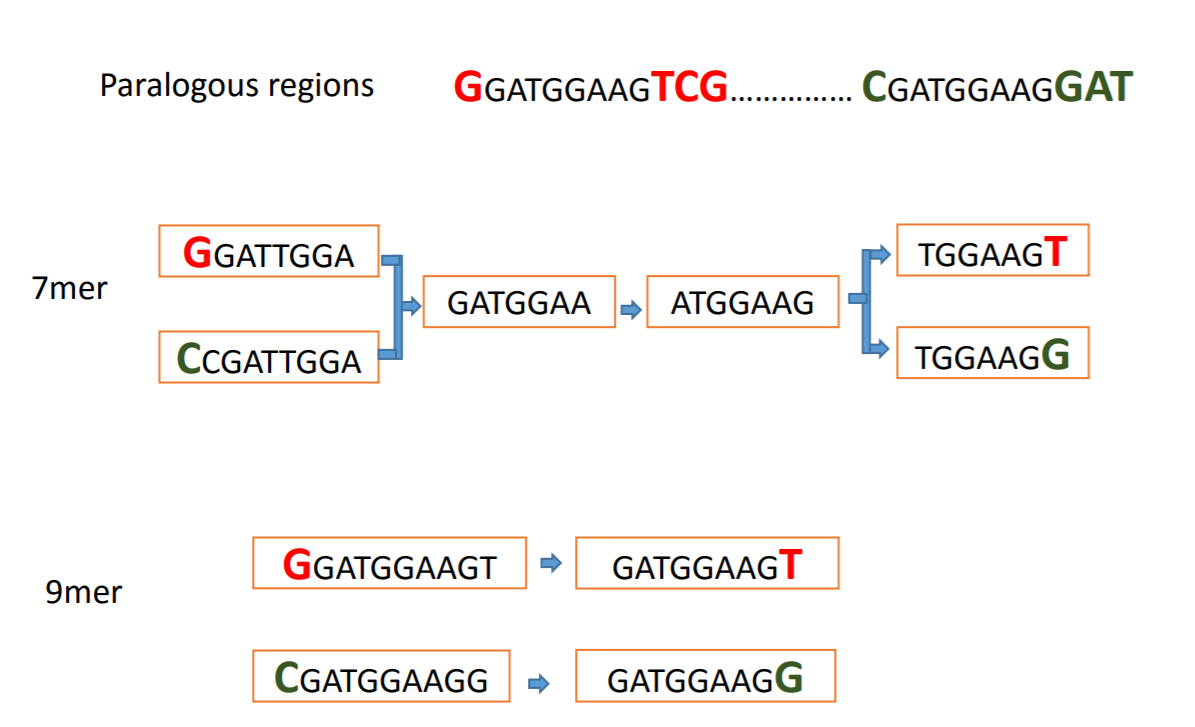 Paralogous regions GGATGGAAGTCG............... CGATGGAAGGAT
GGATTGGA
TGGAAGT
7mer
GATGGAA
ATGGAAG
CCGATTGGA
TGGAAGG
GGATGGAAGT
GATGGAAGT
9mer
CGATGGAAGG
GATGGAAGG